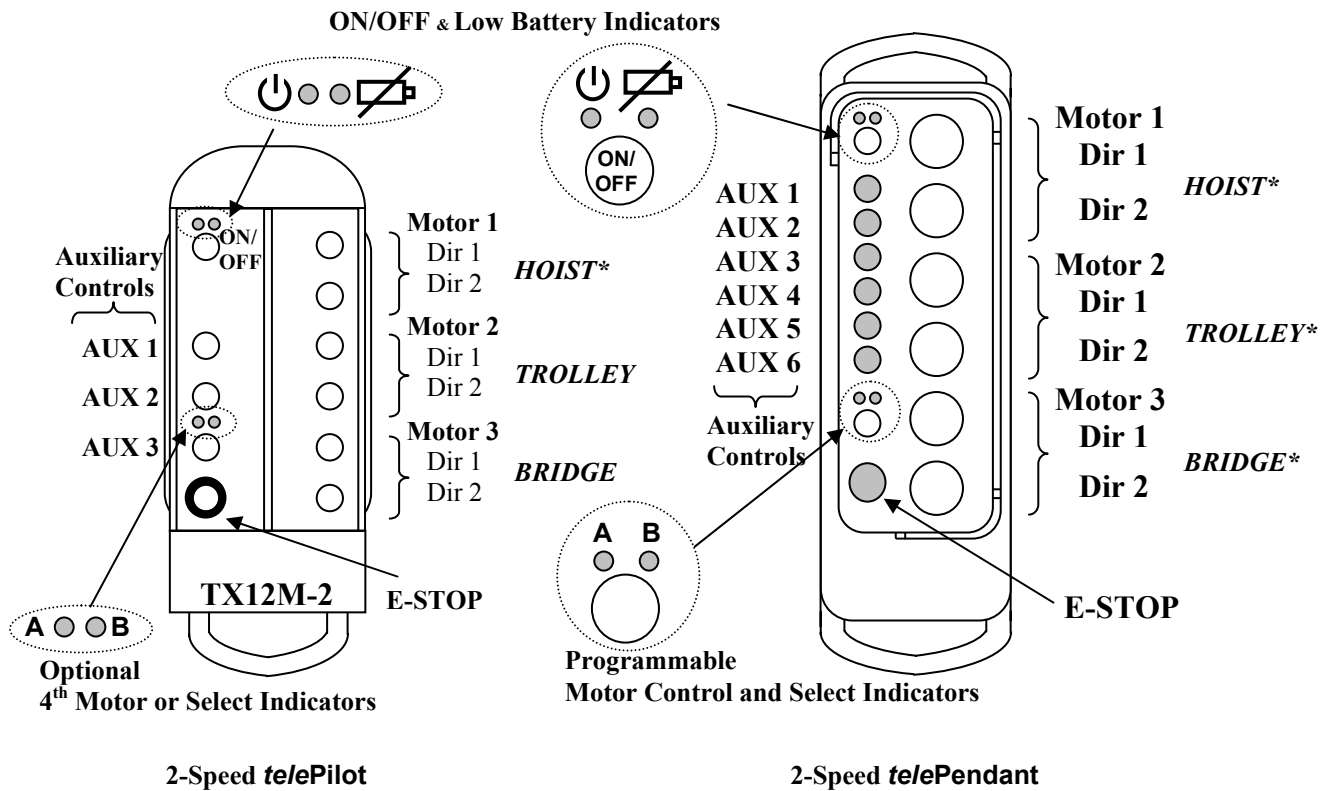 ON/OFF & Low Battery Indicators
ON/
OFF
Auxiliary
Controls
AUX 1
AUX 2
AUX 3
Motor 1
Dir 1
Dir 2
HOIST*
Motor 2
Dir 1
Dir 2
TROLLEY
Motor 3
Dir 1
Dir 2
BRIDGE
TX12M-2
E-STOP
A B
Optional
4th Motor or Select Indicators
2-Speed telePilot
ON/
OFF
AUX 1
AUX 2
AUX 3
AUX 4
AUX 5
AUX 6
Auxiliary
Controls
Motor 1
Dir 1
Dir 2
HOIST*
Motor 2
Dir 1
Dir 2
TROLLEY*
Motor 3
Dir 1
Dir 2
BRIDGE*
A B
E-STOP
Programmable
Motor Control and Select Indicators
2-Speed telePendant